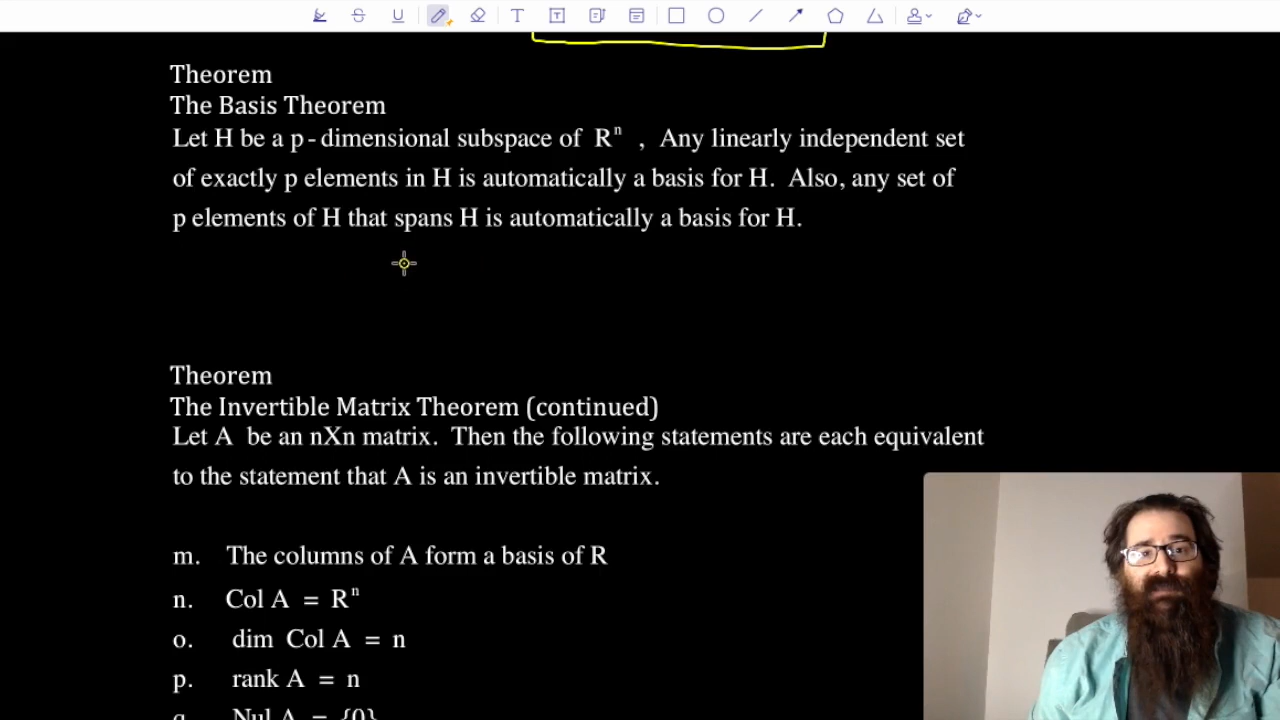 Theorem
The Basis Theorem
Let H be a p-dimensional subspace of Rⁿ , Any linearly independent set
of exactly p elements in H is automatically a basis for H. Also, any set of
p elements of H that spans H is automatically a basis for H.
Theorem
The Invertible Matrix Theorem (continued)
Let A be an nXn matrix. Then the following statements are each equivalent
to the statement that A is an invertible matrix.
m. The columns of A form a basis of R
n. Col A = Rⁿ
o. dim Col A = n
p. rank A = n
q. Nul A = {0}